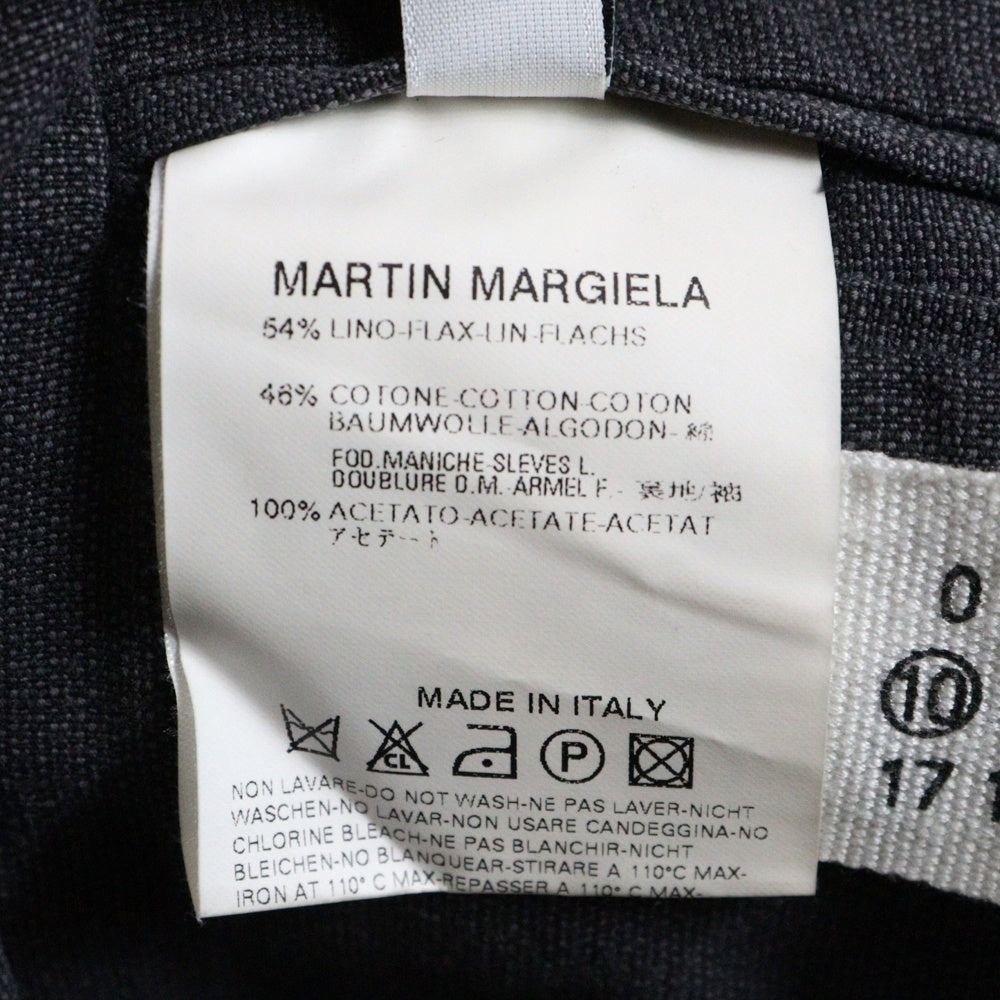 MARTIN MARGIELA
54% LINO-FLAX-LIN-FLACHS
46% COTONE-COTTON-COTON
BAUMWOLLE-ALGODON- 綿
FOD.MANICHE-SLEVES L.
DOUBLURE D.M.-ARMEL F.- 裏地/袖
100% ACETATO-ACETATE-ACETAT
アセテート
MADE IN ITALY
CL P
NON LAVARE-DO NOT WASH-NE PAS LAVER-NICHT
WASCHEN-NO LAVAR-NON USARE CANDEGGINA-NO
CHLORINE BLEACH-NE PAS BLANCHIR-NICHT
BLEICHEN-NO BLANQUEAR-STIRARE A 110°C MAX-
IRON AT 110° C MAX-REPASSER A 110° C MAX-
0
10
17